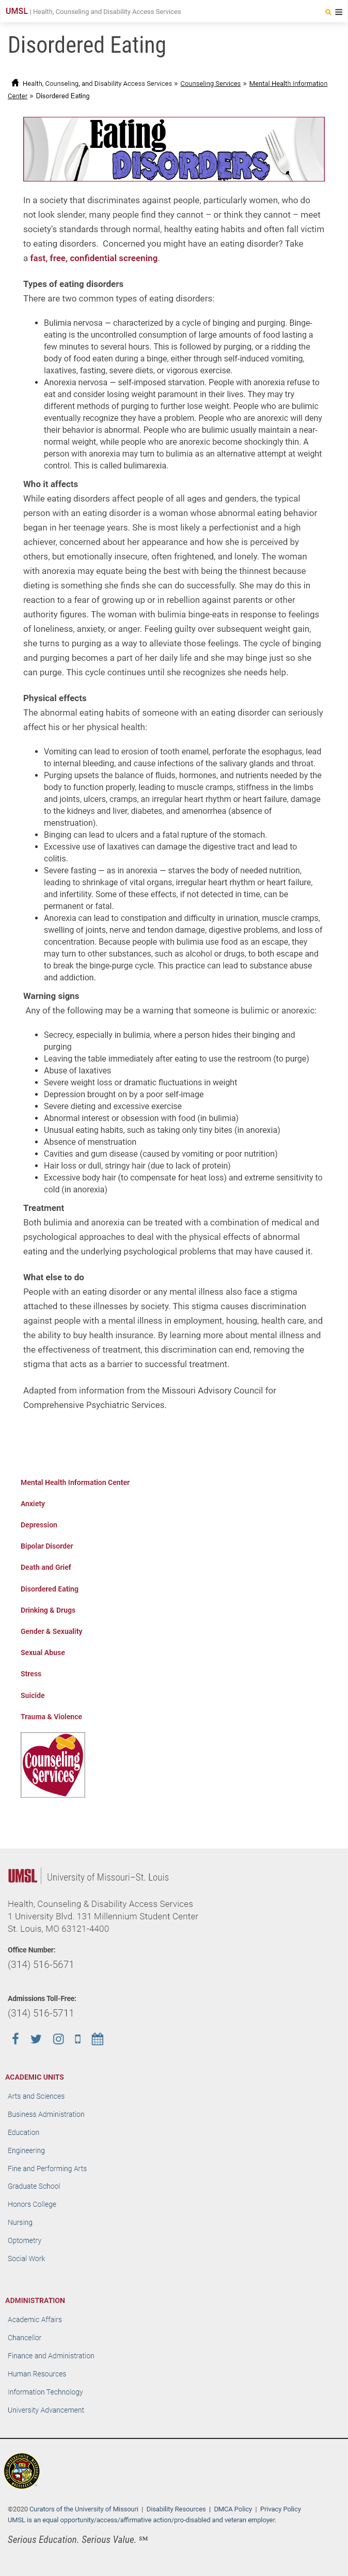 UMSL | Health, Counseling and Disability Access Services
Disordered Eating
Health, Counseling, and Disability Access Services » Counseling Services » Mental Health Information
Center » Disordered Eating
Eating
DISORDERS
In a society that discriminates against people, particularly women, who do
not look slender, many people find they cannot – or think they cannot – meet
society's standards through normal, healthy eating habits and often fall victim
to eating disorders.  Concerned you might have an eating disorder? Take
a fast, free, confidential screening.
Types of eating disorders
There are two common types of eating disorders:
• Bulimia nervosa — characterized by a cycle of binging and purging. Binge-
eating is the uncontrolled consumption of large amounts of food lasting a
few minutes to several hours. This is followed by purging, or a ridding the
body of food eaten during a binge, either through self-induced vomiting,
laxatives, fasting, severe diets, or vigorous exercise.
• Anorexia nervosa — self-imposed starvation. People with anorexia refuse to
eat and consider losing weight paramount in their lives. They may try
different methods of purging to further lose weight. People who are bulimic
eventually recognize they have a problem. People who are anorexic will deny
their behavior is abnormal. People who are bulimic usually maintain a near-
normal weight, while people who are anorexic become shockingly thin. A
person with anorexia may turn to bulimia as an alternative attempt at weight
control. This is called bulimarexia.
Who it affects
While eating disorders affect people of all ages and genders, the typical
person with an eating disorder is a woman whose abnormal eating behavior
began in her teenage years. She is most likely a perfectionist and a high
achiever, concerned about her appearance and how she is perceived by
others, but emotionally insecure, often frightened, and lonely. The woman
with anorexia may equate being the best with being the thinnest because
dieting is something she finds she can do successfully. She may do this in
reaction to a fear of growing up or in rebellion against parents or other
authority figures. The woman with bulimia binge-eats in response to feelings
of loneliness, anxiety, or anger. Feeling guilty over subsequent weight gain,
she turns to purging as a way to alleviate those feelings. The cycle of binging
and purging becomes a part of her daily life and she may binge just so she
can purge. This cycle continues until she recognizes she needs help.
Physical effects
The abnormal eating habits of someone with an eating disorder can seriously
affect his or her physical health:
• Vomiting can lead to erosion of tooth enamel, perforate the esophagus, lead
to internal bleeding, and cause infections of the salivary glands and throat.
• Purging upsets the balance of fluids, hormones, and nutrients needed by the
body to function properly, leading to muscle cramps, stiffness in the limbs
and joints, ulcers, cramps, an irregular heart rhythm or heart failure, damage
to the kidneys and liver, diabetes, and amenorrhea (absence of
menstruation).
• Binging can lead to ulcers and a fatal rupture of the stomach.
• Excessive use of laxatives can damage the digestive tract and lead to
colitis.
• Severe fasting — as in anorexia — starves the body of needed nutrition,
leading to shrinkage of vital organs, irregular heart rhythm or heart failure,
and infertility. Some of these effects, if not detected in time, can be
permanent or fatal.
• Anorexia can lead to constipation and difficulty in urination, muscle cramps,
swelling of joints, nerve and tendon damage, digestive problems, and loss of
concentration. Because people with bulimia use food as an escape, they
may turn to other substances, such as alcohol or drugs, to both escape and
to break the binge-purge cycle. This practice can lead to substance abuse
and addiction.
Warning signs
Any of the following may be a warning that someone is bulimic or anorexic:
• Secrecy, especially in bulimia, where a person hides their binging and
purging
• Leaving the table immediately after eating to use the restroom (to purge)
• Abuse of laxatives
• Severe weight loss or dramatic fluctuations in weight
• Depression brought on by a poor self-image
• Severe dieting and excessive exercise
• Abnormal interest or obsession with food (in bulimia)
• Unusual eating habits, such as taking only tiny bites (in anorexia)
• Absence of menstruation
• Cavities and gum disease (caused by vomiting or poor nutrition)
• Hair loss or dull, stringy hair (due to lack of protein)
• Excessive body hair (to compensate for heat loss) and extreme sensitivity to
cold (in anorexia)
Treatment
Both bulimia and anorexia can be treated with a combination of medical and
psychological approaches to deal with the physical effects of abnormal
eating and the underlying psychological problems that may have caused it.
What else to do
People with an eating disorder or any mental illness also face a stigma
attached to these illnesses by society. This stigma causes discrimination
against people with a mental illness in employment, housing, health care, and
the ability to buy health insurance. By learning more about mental illness and
the effectiveness of treatment, this discrimination can end, removing the
stigma that acts as a barrier to successful treatment.
Adapted from information from the Missouri Advisory Council for
Comprehensive Psychiatric Services.
Mental Health Information Center
Anxiety
Depression
Bipolar Disorder
Death and Grief
Disordered Eating
Drinking & Drugs
Gender & Sexuality
Sexual Abuse
Stress
Suicide
Trauma & Violence
Counseling
Services
UMSL | University of Missouri–St. Louis
Health, Counseling & Disability Access Services
1 University Blvd. 131 Millennium Student Center
St. Louis, MO 63121-4400
Office Number:
(314) 516-5671
Admissions Toll-Free:
(314) 516-5711
ACADEMIC UNITS
Arts and Sciences
Business Administration
Education
Engineering
Fine and Performing Arts
Graduate School
Honors College
Nursing
Optometry
Social Work
ADMINISTRATION
Academic Affairs
Chancellor
Finance and Administration
Human Resources
Information Technology
University Advancement
©2020 Curators of the University of Missouri | Disability Resources | DMCA Policy | Privacy Policy
UMSL is an equal opportunity/access/affirmative action/pro-disabled and veteran employer.
Serious Education. Serious Value. ℠